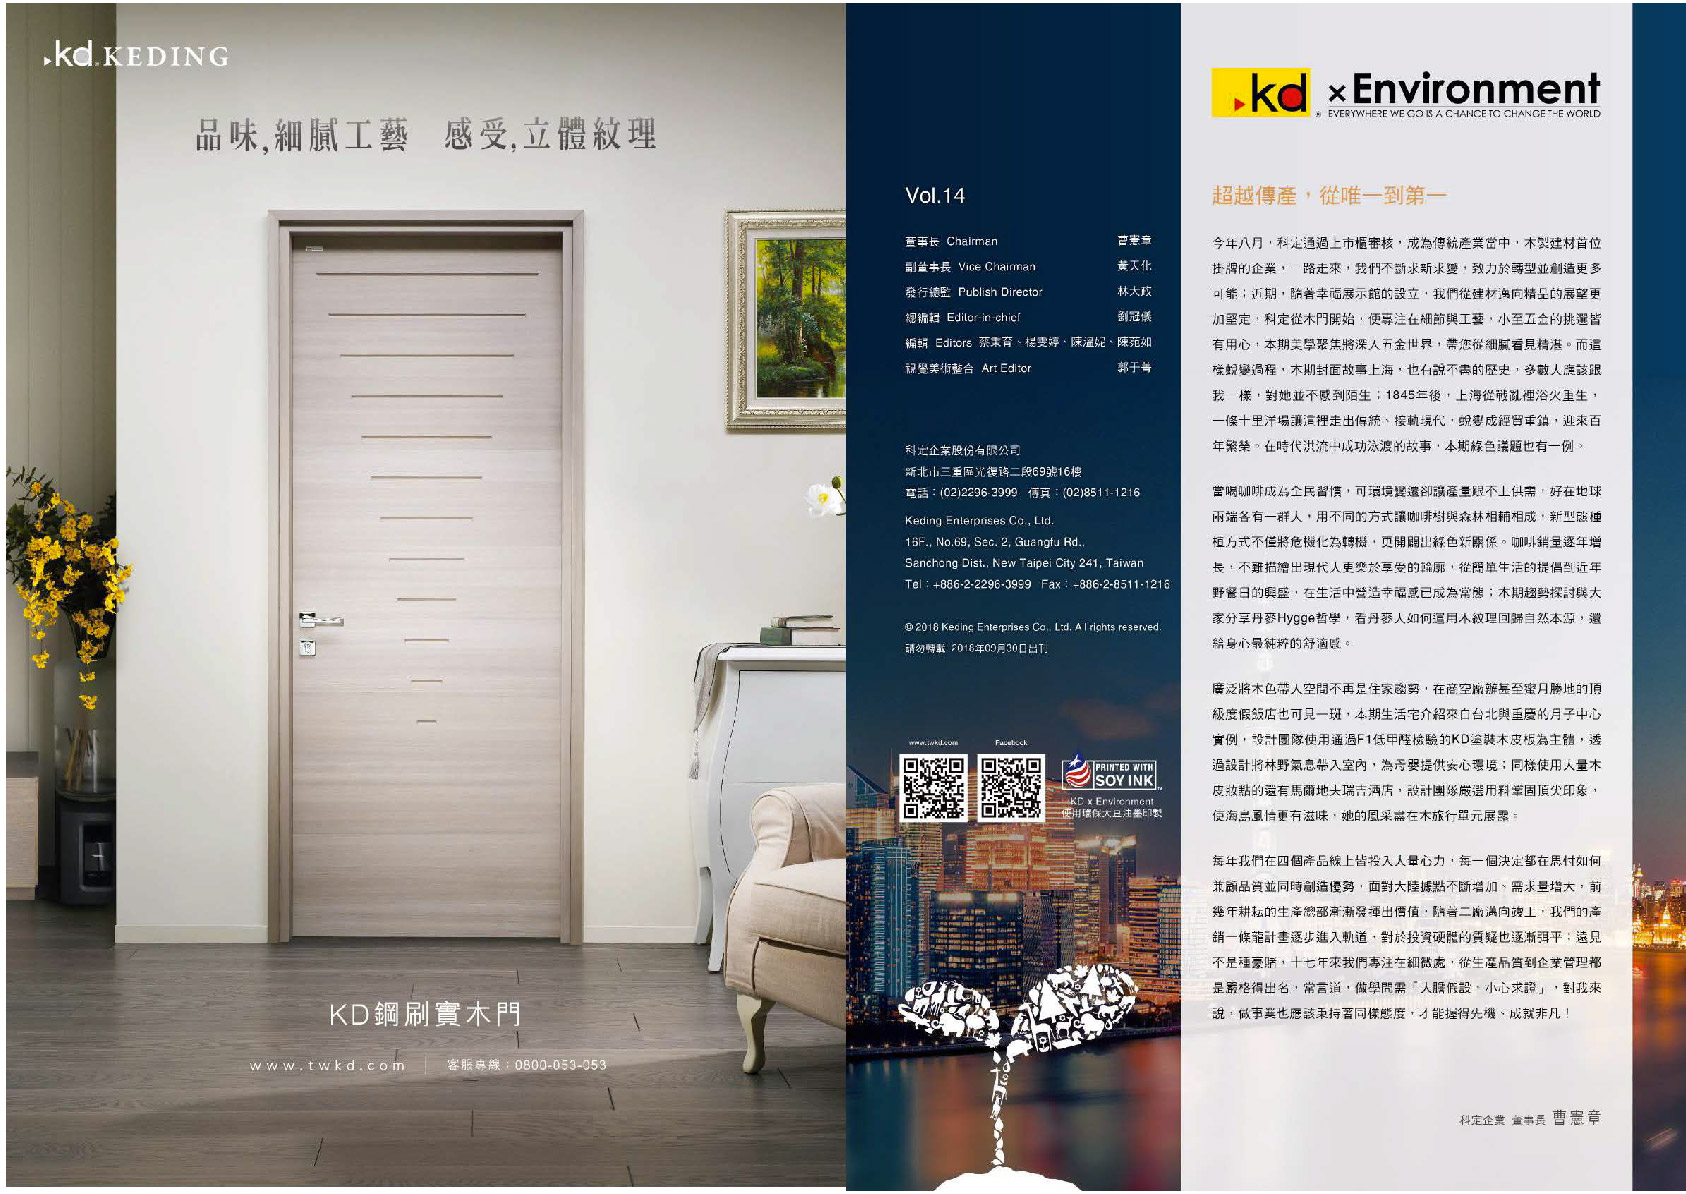 kd.KEDING
品味,細膩工藝　感受,立體紋理
KD鋼刷實木門
www.twkd.com | 客服專線：0800-053-053
Vol.14
董事長 Chairman 曹憲章
副董事長 Vice Chairman 黃天化
發行總監 Publish Director 林大政
總編輯 Editor-in-chief 劉冠儀
編輯 Editors 蔡秉育、楊雯婷、陳溫妮、陳苑如
視覺美術整合 Art Editor 郭于菁
科定企業股份有限公司
新北市三重區光復路二段69號16樓
電話：(02)2296-3999 傳真：(02)8511-1216
Keding Enterprises Co., Ltd.
16F., No.69, Sec. 2, Guangfu Rd.,
Sanchong Dist., New Taipei City 241, Taiwan
Tel：+886-2-2296-3999 Fax：+886-2-8511-1216
© 2018 Keding Enterprises Co., Ltd. All rights reserved.
請勿轉載 2018年09月30日出刊
www.twkd.com Facebook
PRINTED WITH
SOY INK
KD x Environment
使用環保大豆油墨印製
kd × Environment
EVERYWHERE WE GO IS A CHANCE TO CHANGE THE WORLD
超越傳產，從唯一到第一
今年八月，科定通過上市櫃審核，成為傳統產業當中，木製建材首位
掛牌的企業，一路走來，我們不斷求新求變，致力於轉型並創造更多
可能；近期，隨著幸福展示館的設立，我們從建材邁向精品的展望更
加堅定，科定從木門開始，便專注在細節與工藝，小至五金的挑選皆
有用心，本期美學聚焦將深入五金世界，帶您從細膩看見精湛。而這
樣蛻變過程，本期封面故事上海，也有說不盡的歷史，多數人應該跟
我一樣，對她並不感到陌生；1845年後，上海從戰亂裡浴火重生，
一條十里洋場讓這裡走出傳統、接軌現代，蛻變成經貿重鎮，迎來百
年繁榮。在時代洪流中成功泳渡的故事，本期綠色議題也有一例。
當喝咖啡成為全民習慣，可環境變遷卻讓產量跟不上供需，好在地球
兩端各有一群人，用不同的方式讓咖啡樹與森林相輔相成，新型態種
植方式不僅將危機化為轉機，更開闢出綠色新關係。咖啡銷量逐年增
長，不難描繪出現代人更樂於享受的輪廓，從簡單生活的提倡到近年
野餐日的興盛，在生活中營造幸福感已成為常態；本期趨勢探討與大
家分享丹麥Hygge哲學，看丹麥人如何運用木紋理回歸自然本源，還
給身心最純粹的舒適感。
廣泛將木色帶入空間不再是住家趨勢，在商空廠辦甚至蜜月勝地的頂
級度假飯店也可見一斑，本期生活宅介紹來自台北與重慶的月子中心
實例，設計團隊使用通過F1低甲醛檢驗的KD塗裝木皮板為主體，透
過設計將林野氣息帶入室內，為母嬰提供安心環境；同樣使用大量木
皮妝點的還有馬爾地夫瑞吉酒店，設計團隊嚴選用料鞏固頂尖印象，
使海島風情更有滋味，她的風采盡在木旅行單元展露。
每年我們在四個產品線上皆投入大量心力，每一個決定都在思忖如何
兼顧品質並同時創造優勢，面對大陸據點不斷增加、需求量增大，前
幾年耕耘的生產總部漸漸發揮出價值，隨著二廠邁向竣工，我們的產
銷一條龍計畫逐步進入軌道，對於投資硬體的質疑也逐漸弭平；遠見
不是種豪賭，十七年來我們專注在細微處，從生產品質到企業管理都
是嚴格得出名，常言道，做學問需「大膽假設，小心求證」，對我來
說，做事業也應該秉持著同樣態度，才能握得先機、成就非凡！
科定企業 董事長 曹憲章